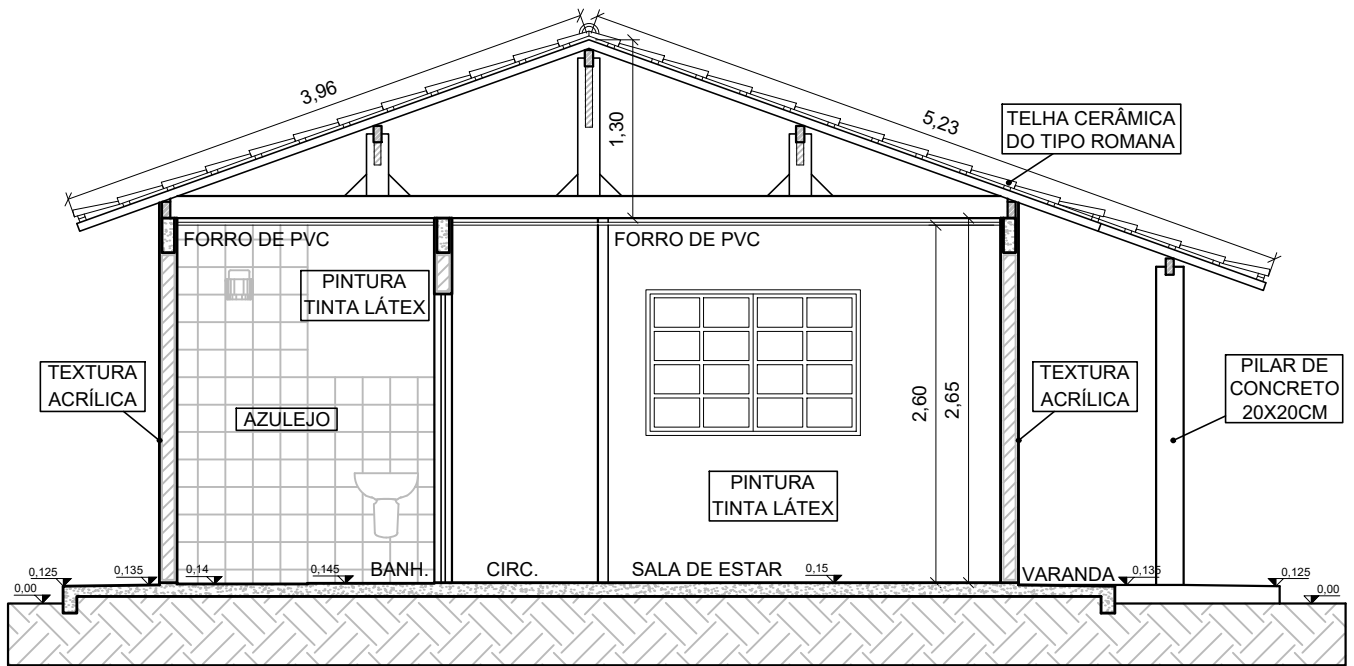 3,96
5,23
1,30
TELHA CERÂMICA
DO TIPO ROMANA
FORRO DE PVC
FORRO DE PVC
PINTURA
TINTA LÁTEX
TEXTURA
ACRÍLICA
AZULEJO
2,60
2,65
TEXTURA
ACRÍLICA
PILAR DE
CONCRETO
20X20CM
PINTURA
TINTA LÁTEX
0,00
0,125
0,135
0,14
0,145
BANH.
CIRC.
SALA DE ESTAR
0,15
VARANDA
0,135
0,125
0,00